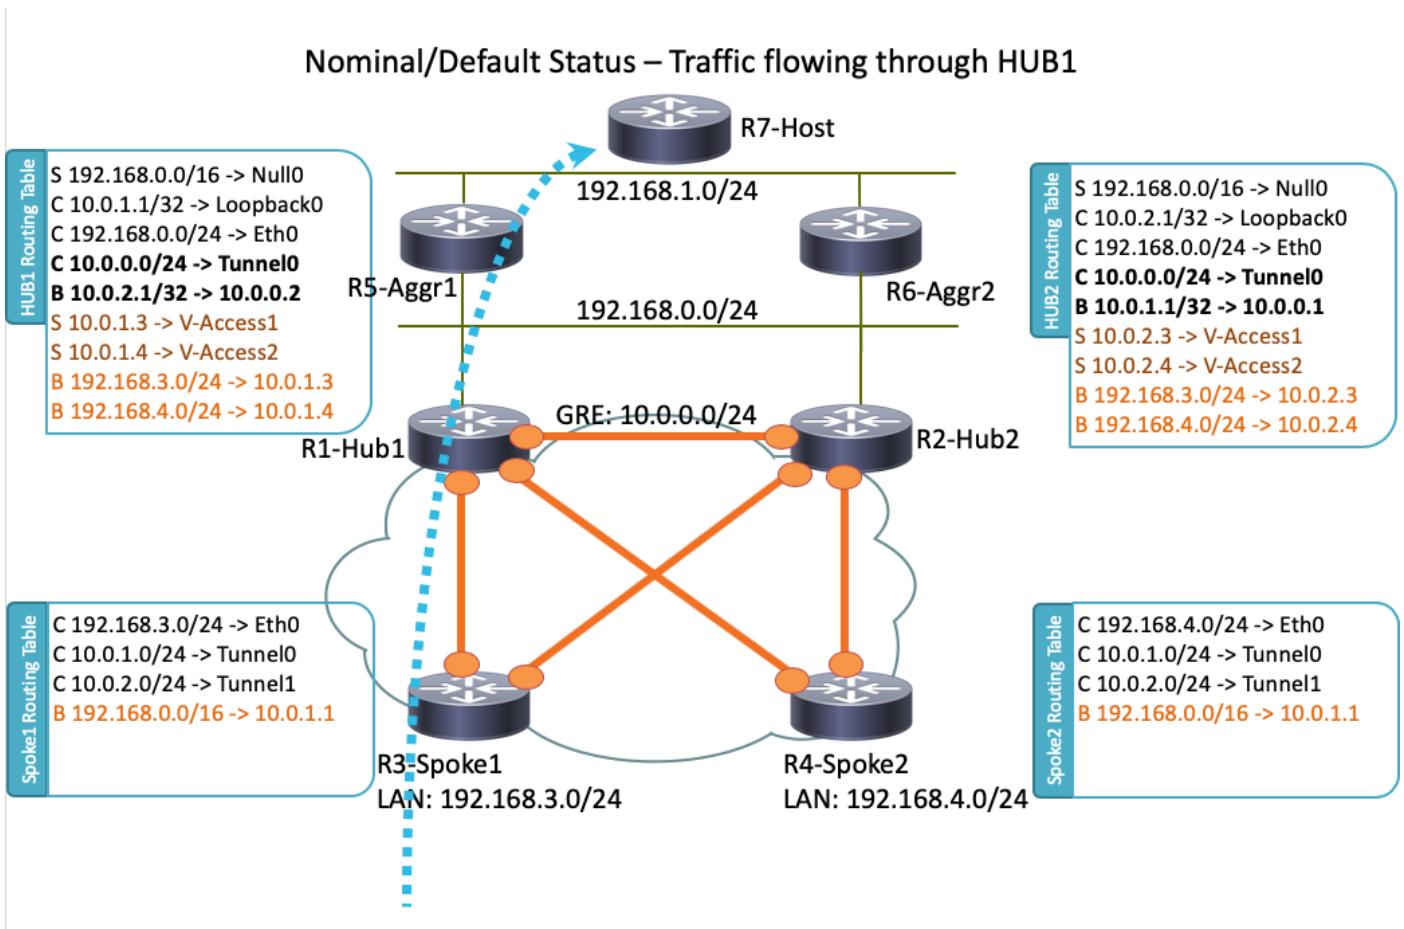 Nominal/Default Status – Traffic flowing through HUB1
R7-Host
192.168.1.0/24
HUB1 Routing Table
S 192.168.0.0/16 -> Null0
C 10.0.1.1/32 -> Loopback0
C 192.168.0.0/24 -> Eth0
C 10.0.0.0/24 -> Tunnel0
B 10.0.2.1/32 -> 10.0.0.2
S 10.0.1.3 -> V-Access1
S 10.0.1.4 -> V-Access2
B 192.168.3.0/24 -> 10.0.1.3
B 192.168.4.0/24 -> 10.0.1.4
HUB2 Routing Table
S 192.168.0.0/16 -> Null0
C 10.0.2.1/32 -> Loopback0
C 192.168.0.0/24 -> Eth0
C 10.0.0.0/24 -> Tunnel0
B 10.0.1.1/32 -> 10.0.0.1
S 10.0.2.3 -> V-Access1
S 10.0.2.4 -> V-Access2
B 192.168.3.0/24 -> 10.0.2.3
B 192.168.4.0/24 -> 10.0.2.4
R5-Aggr1
R6-Aggr2
192.168.0.0/24
GRE: 10.0.0.0/24
R1-Hub1
R2-Hub2
Spoke1 Routing Table
C 192.168.3.0/24 -> Eth0
C 10.0.1.0/24 -> Tunnel0
C 10.0.2.0/24 -> Tunnel1
B 192.168.0.0/16 -> 10.0.1.1
Spoke2 Routing Table
C 192.168.4.0/24 -> Eth0
C 10.0.1.0/24 -> Tunnel0
C 10.0.2.0/24 -> Tunnel1
B 192.168.0.0/16 -> 10.0.1.1
R3-Spoke1
LAN: 192.168.3.0/24
R4-Spoke2
LAN: 192.168.4.0/24